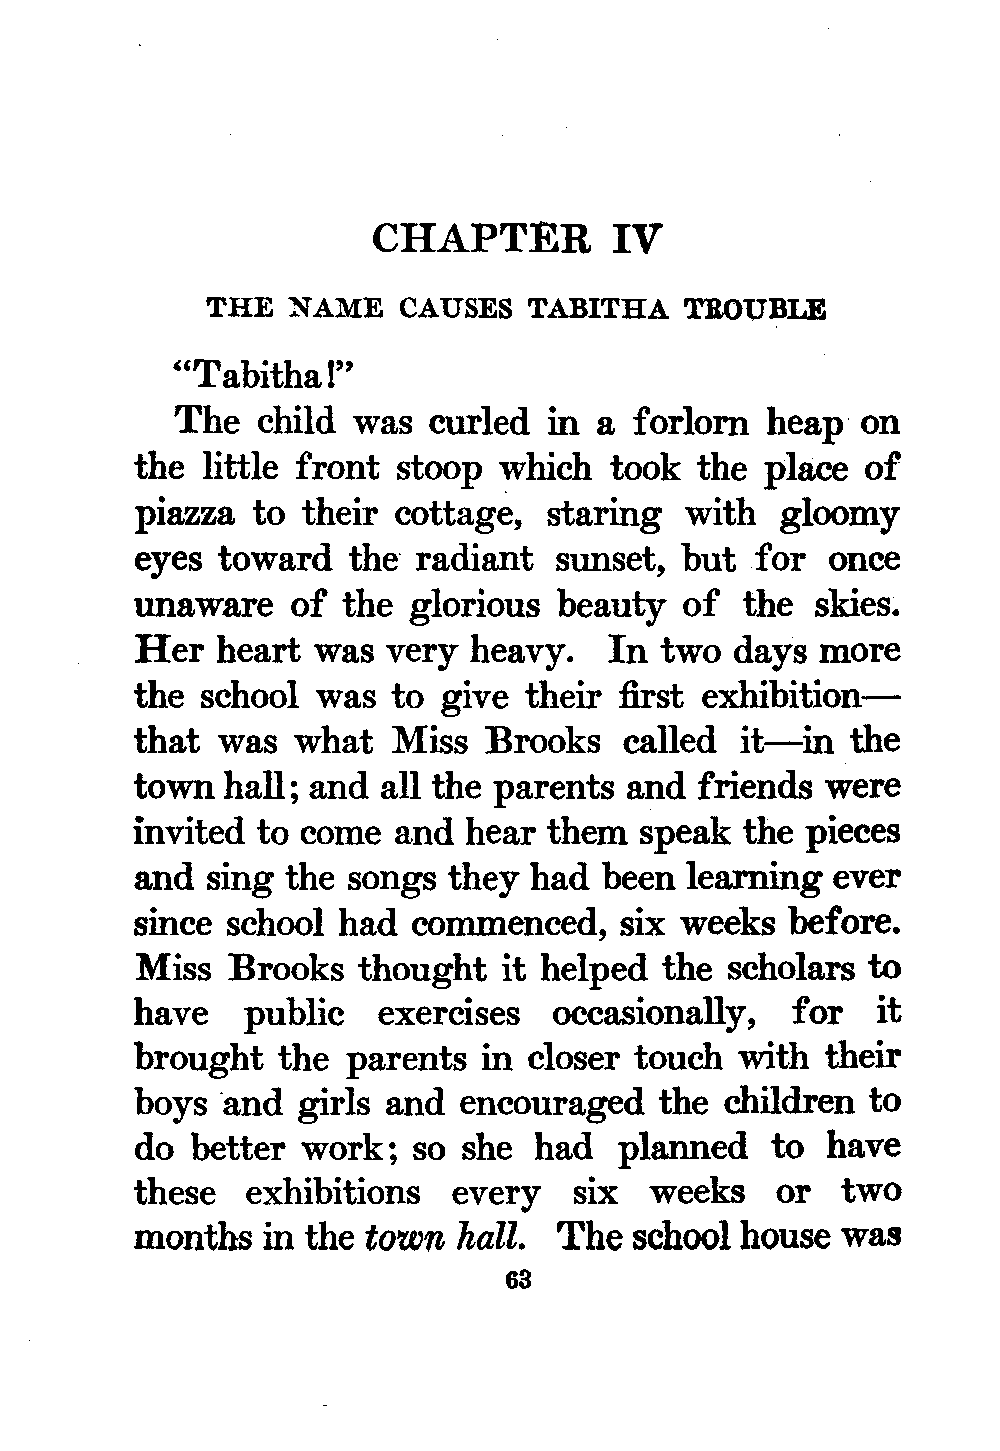 CHAPTER IV
THE NAME CAUSES TABITHA TROUBLE
“Tabitha!”
The child was curled in a forlorn heap on
the little front stoop which took the place of
piazza to their cottage, staring with gloomy
eyes toward the radiant sunset, but for once
unaware of the glorious beauty of the skies.
Her heart was very heavy. In two days more
the school was to give their first exhibition—
that was what Miss Brooks called it—in the
town hall; and all the parents and friends were
invited to come and hear them speak the pieces
and sing the songs they had been learning ever
since school had commenced, six weeks before.
Miss Brooks thought it helped the scholars to
have public exercises occasionally, for it
brought the parents in closer touch with their
boys and girls and encouraged the children to
do better work; so she had planned to have
these exhibitions every six weeks or two
months in the town hall. The school house was
63